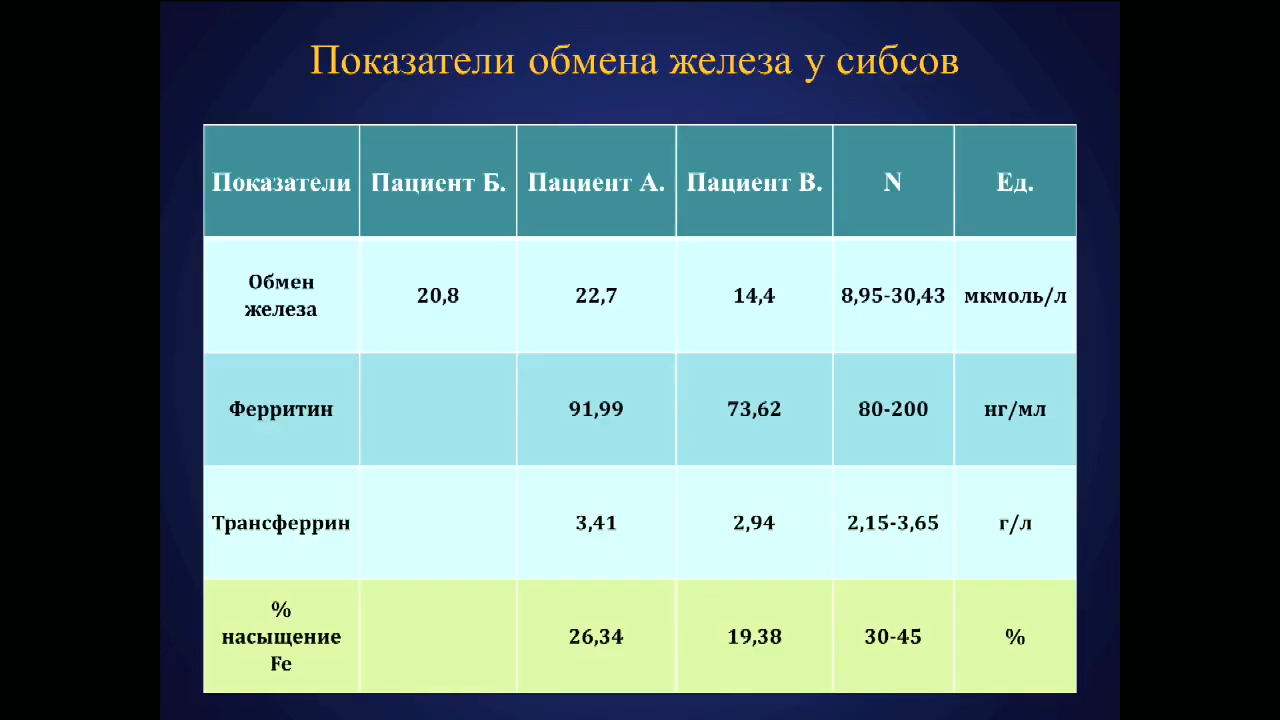 Показатели обмена железа у сибсов
Показатели Пациент Б. Пациент А. Пациент В. N Ед.
Обмен
железа 20,8 22,7 14,4 8,95-30,43 мкмоль/л
Ферритин 91,99 73,62 80-200 нг/мл
Трансферрин 3,41 2,94 2,15-3,65 г/л
%
насыщение 26,34 19,38 30-45 %
Fe